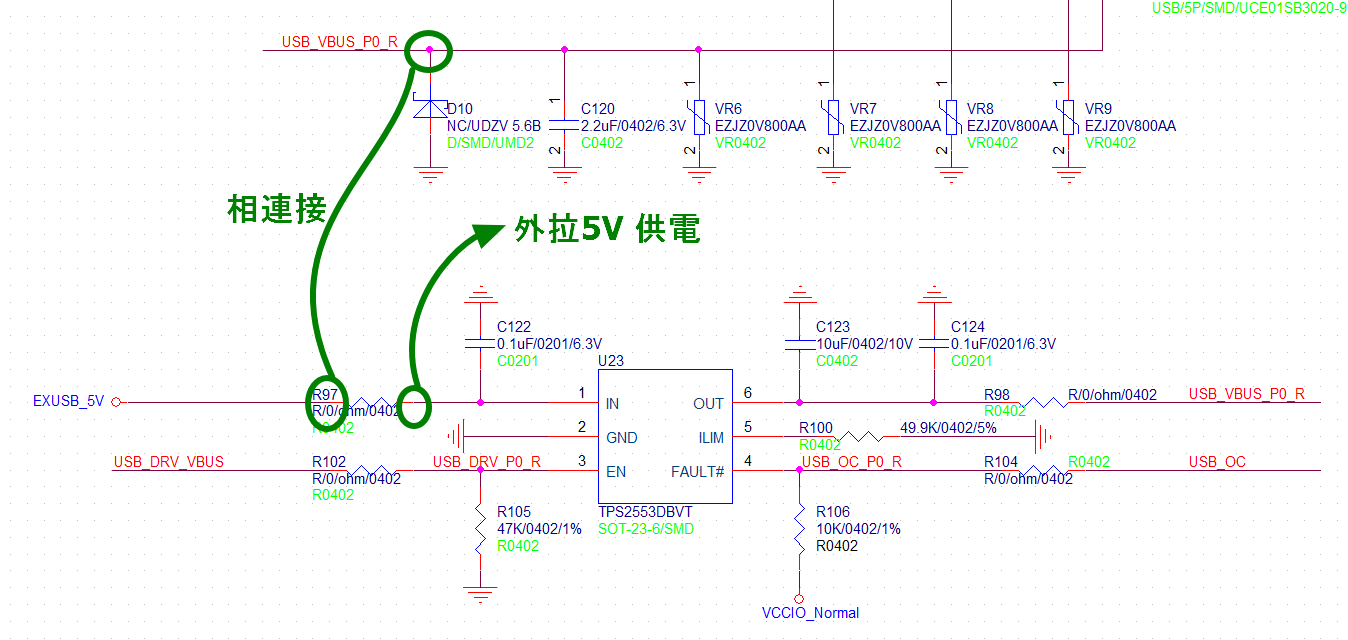 USB/5P/SMD/UCE01SB3020-9
USB_VBUS_P0_R
1
1
1
1
1
D10
NC/UDZV 5.6B
D/SMD/UMD2
C120
2.2uF/0402/6.3V
C0402
VR6
EZJZ0V800AA
VR0402
VR7
EZJZ0V800AA
VR0402
VR8
EZJZ0V800AA
VR0402
VR9
EZJZ0V800AA
VR0402
2
2
2
2
2
相連接
外拉5V 供電
C122
0.1uF/0201/6.3V
C0201
C123
10uF/0402/10V
C0402
C124
0.1uF/0201/6.3V
C0201
U23
EXUSB_5V
R97
R/0/ohm/0402
R0402
1
IN
OUT
6
R98
R0402
R/0/ohm/0402
USB_VBUS_P0_R
2
GND
ILIM
5
R100
R0402
49.9K/0402/5%
USB_DRV_VBUS
R102
R/0/ohm/0402
R0402
USB_DRV_P0_R
3
EN
FAULT#
4
USB_OC_P0_R
R104
R/0/ohm/0402
R0402
USB_OC
TPS2553DBVT
SOT-23-6/SMD
R105
47K/0402/1%
R0402
R106
10K/0402/1%
R0402
VCCIO_Normal